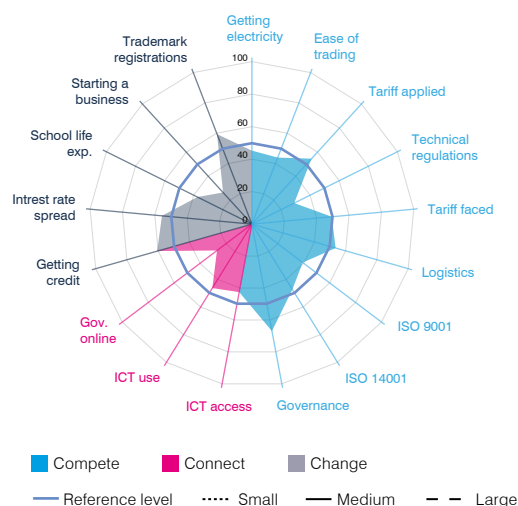 Getting
electricity
Ease of
trading
Tariff applied
Technical
regulations
Tariff faced
Logistics
ISO 9001
ISO 14001
Governance
ICT access
ICT use
Gov.
online
Getting
credit
Intrest rate
spread
School life
exp.
Starting a
business
Trademark
registrations
100
80
60
40
20
0
Compete
Connect
Change
Reference level
Small
Medium
Large